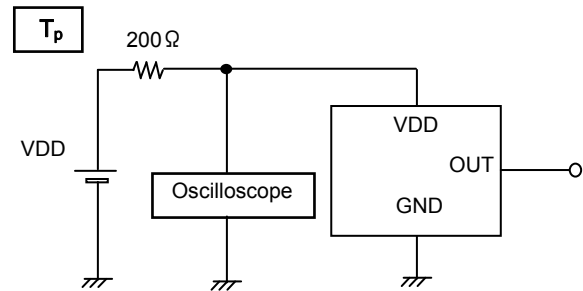 Tp
200Ω
VDD
Oscilloscope
VDD
OUT
GND